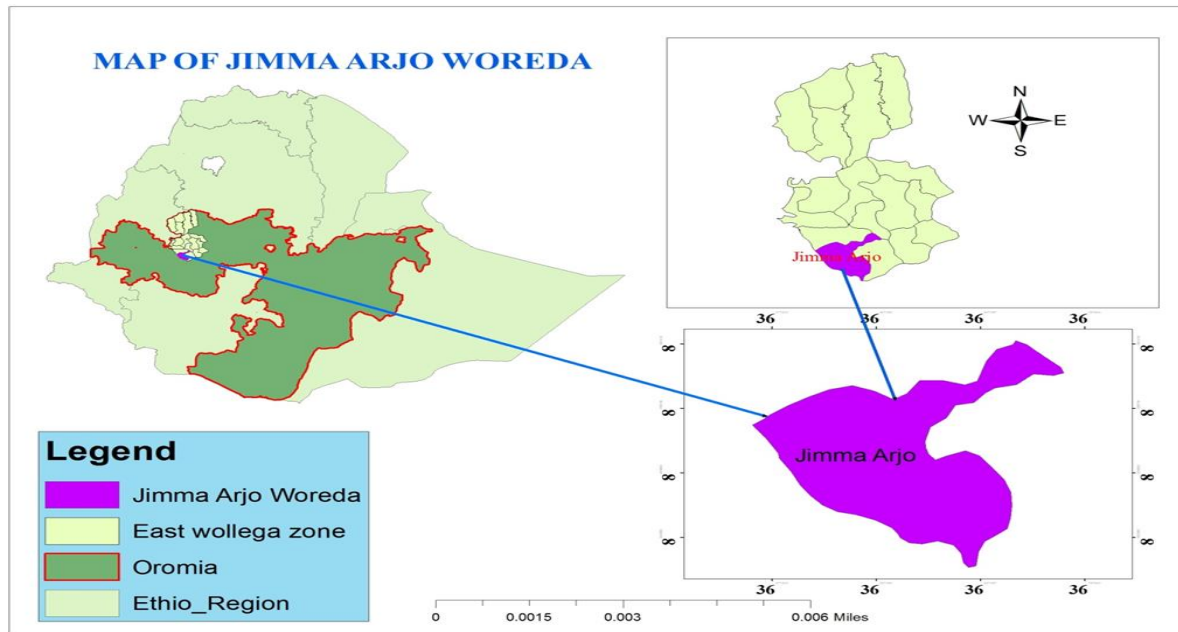 MAP OF JIMMA ARJO WOREDA
N
W E
S
Jimma Arjo
36 36 36 36
8 8
8 8
Jimma Arjo
8 8
8 8
36 36 36 36
Legend
Jimma Arjo Woreda
East wollega zone
Oromia
Ethio_Region
0 0.0015 0.003 0.006 Miles